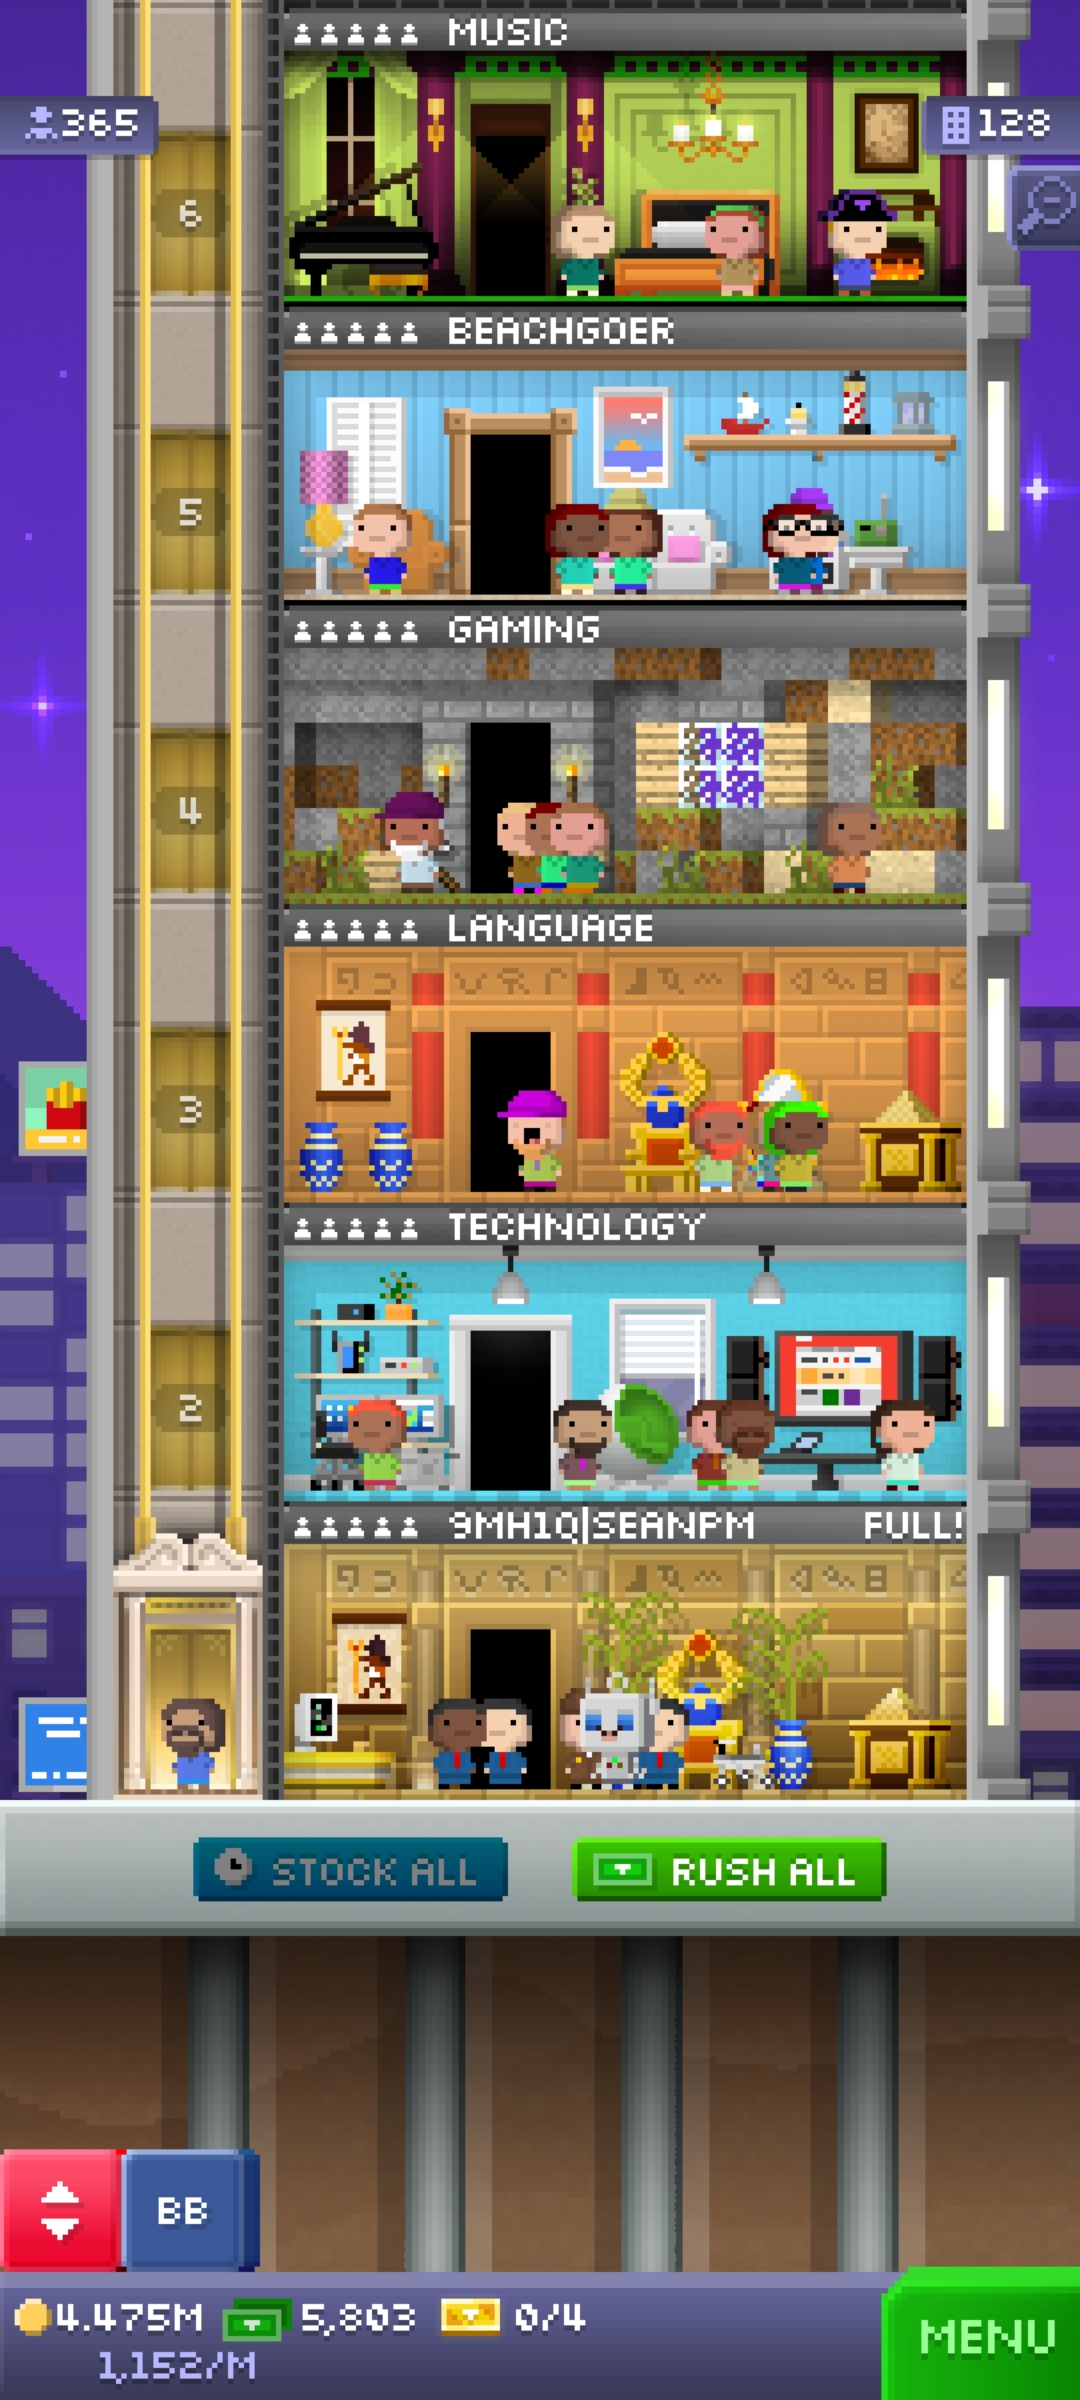 MUSIC
365
128
6
BEACHGOER
5
GAMING
4
LANGUAGE
3
TECHNOLOGY
2
9MH1Q|SEANPM FULL!
STOCK ALL
RUSH ALL
BB
4.475M 5,803 0/4
1,152/M
MENU